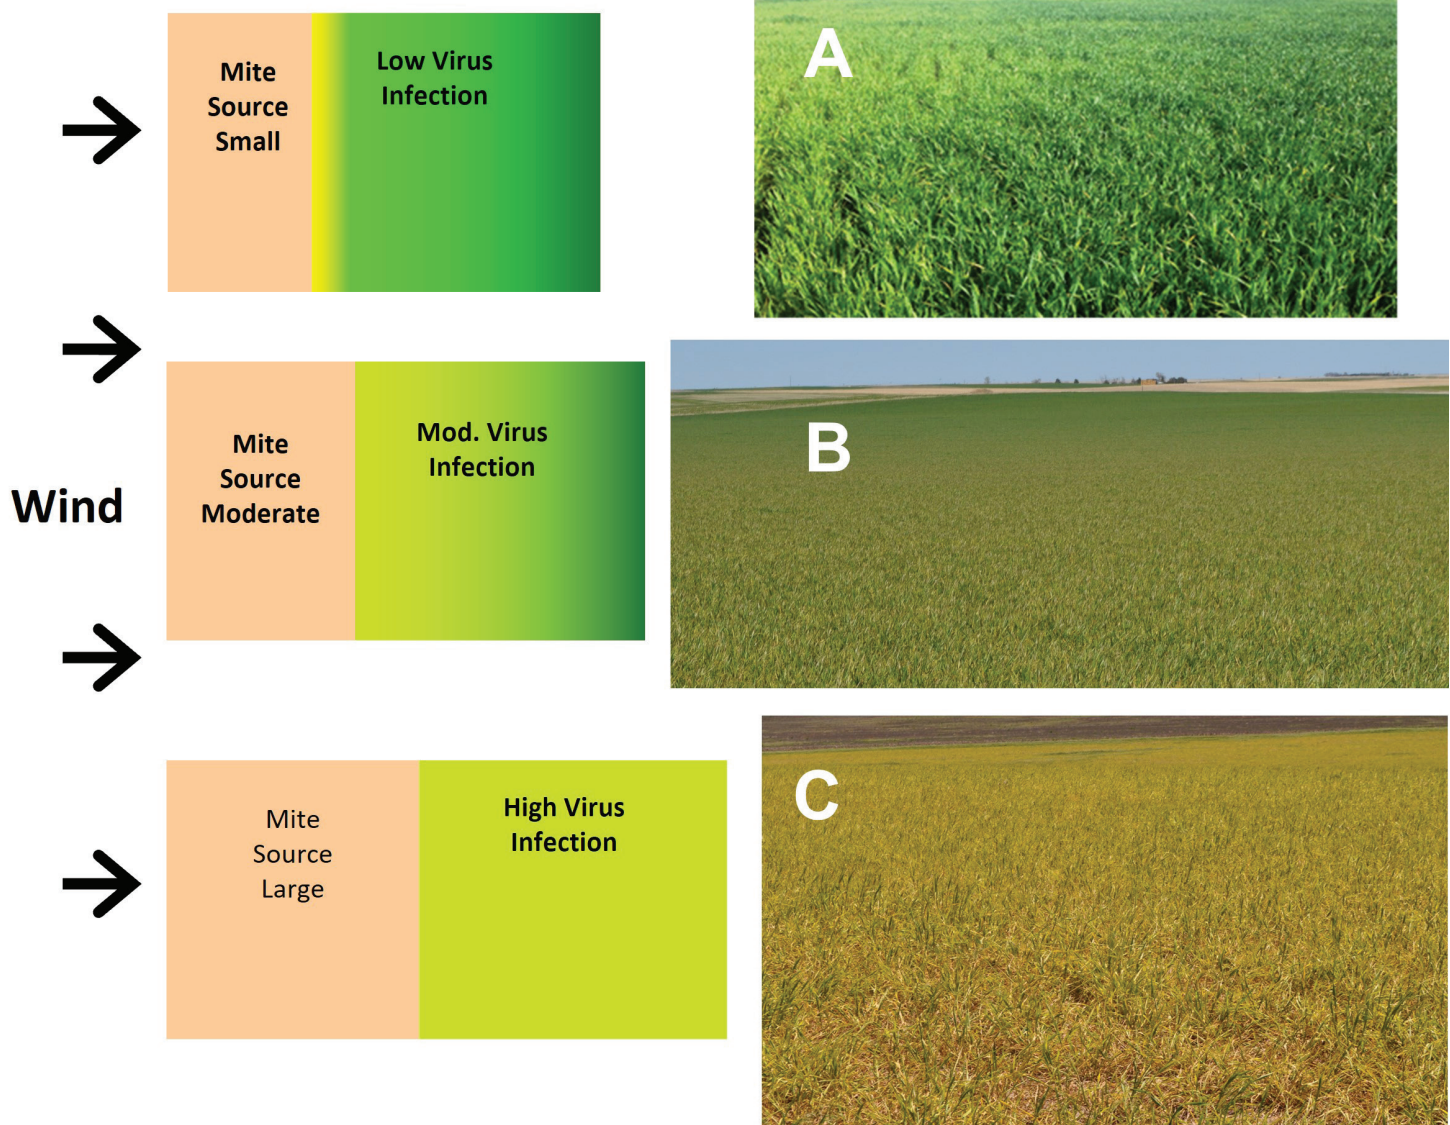 Mite
Source
Small
Low Virus
Infection
A
Wind
Mite
Source
Moderate
Mod. Virus
Infection
B
Mite
Source
Large
High Virus
Infection
C